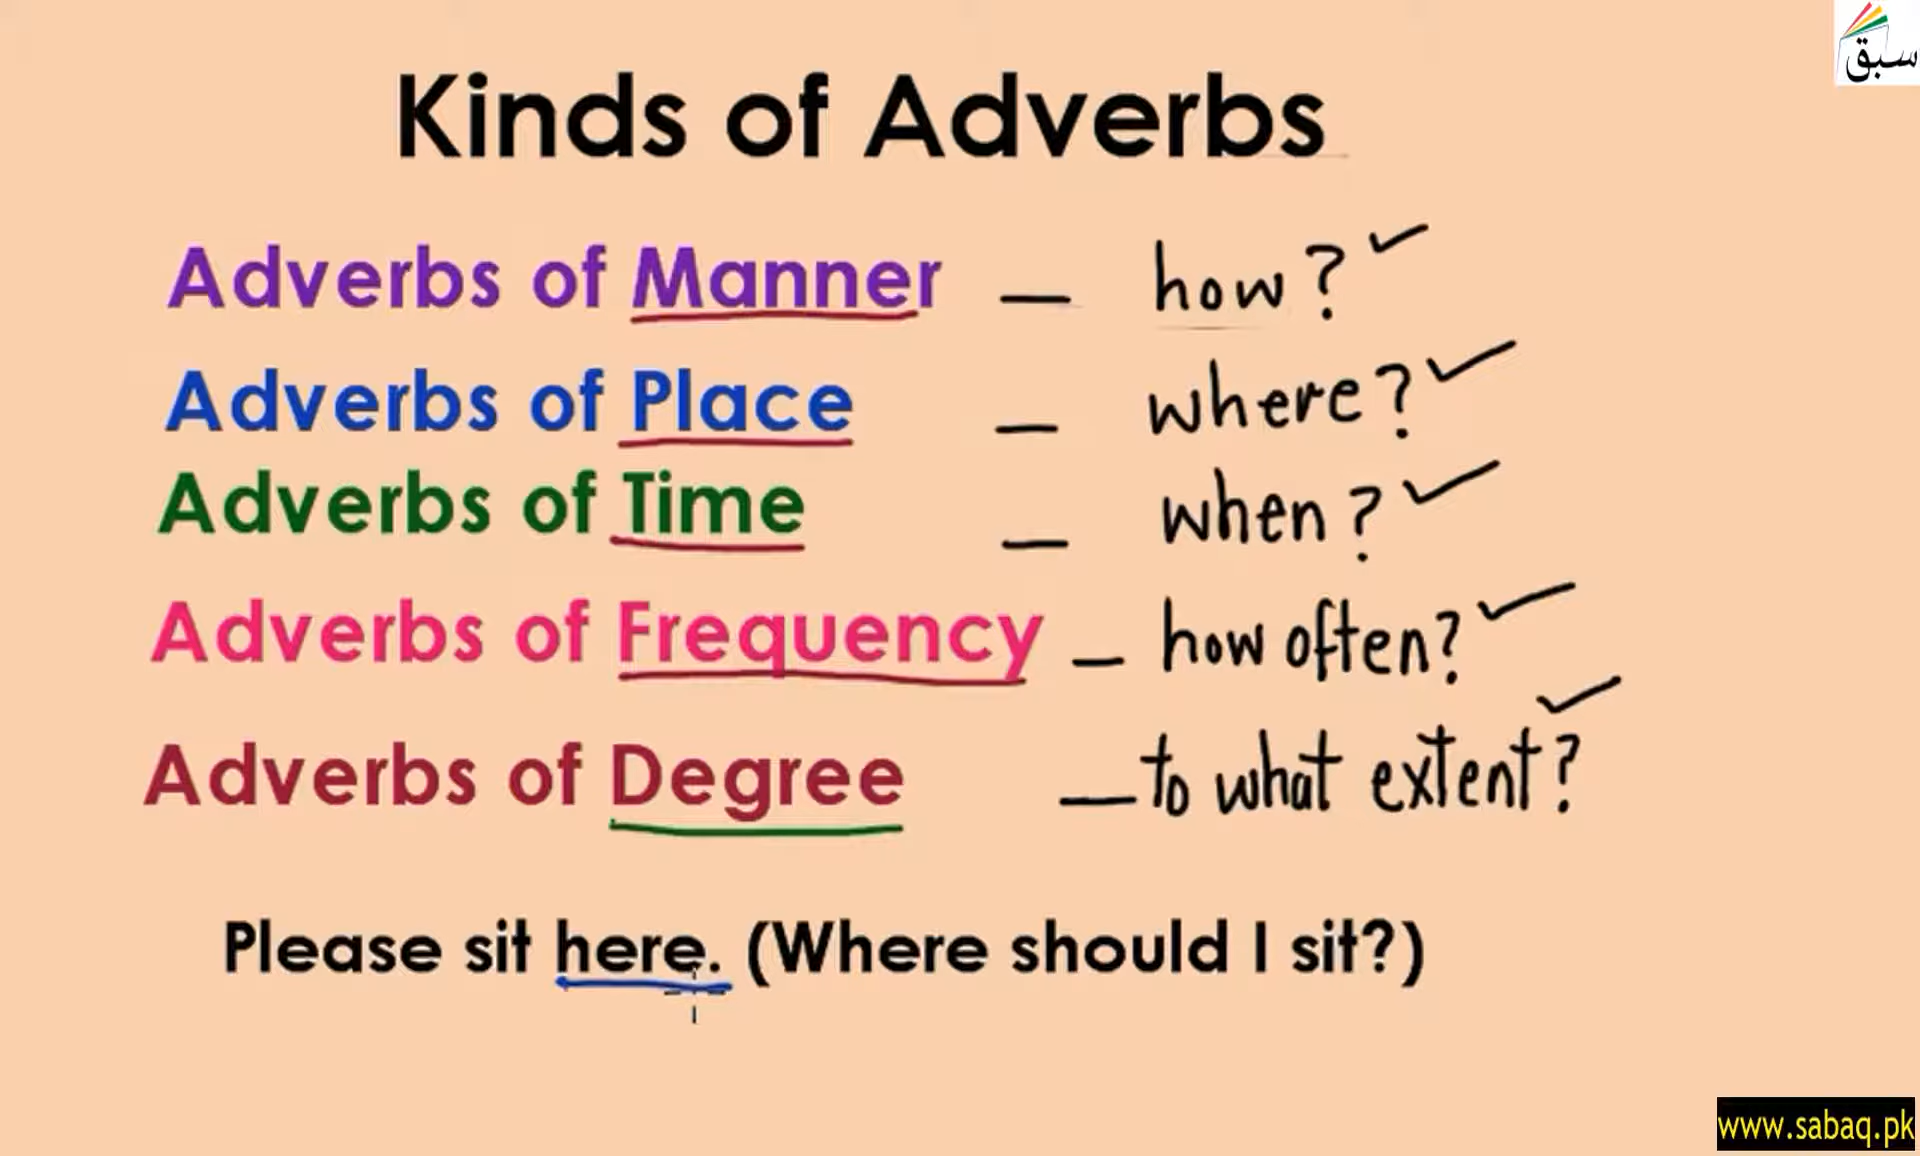 سبق
Kinds of Adverbs
Adverbs of Manner — how? ✓
Adverbs of Place — where? ✓
Adverbs of Time — when? ✓
Adverbs of Frequency — how often? ✓
Adverbs of Degree — to what extent? ✓
Please sit here. (Where should I sit?)
www.sabaq.pk